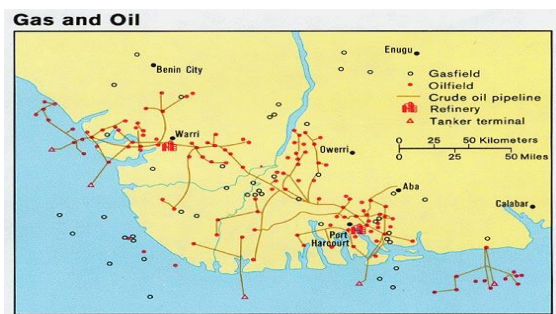 Gas and Oil
Enugu
Benin City
Gasfield
Oilfield
Crude oil pipeline
Refinery
Tanker terminal
Warri
0 25 50 Kilometers
0 25 50 Miles
Owerri
Aba
Calabar
Port
Harcourt